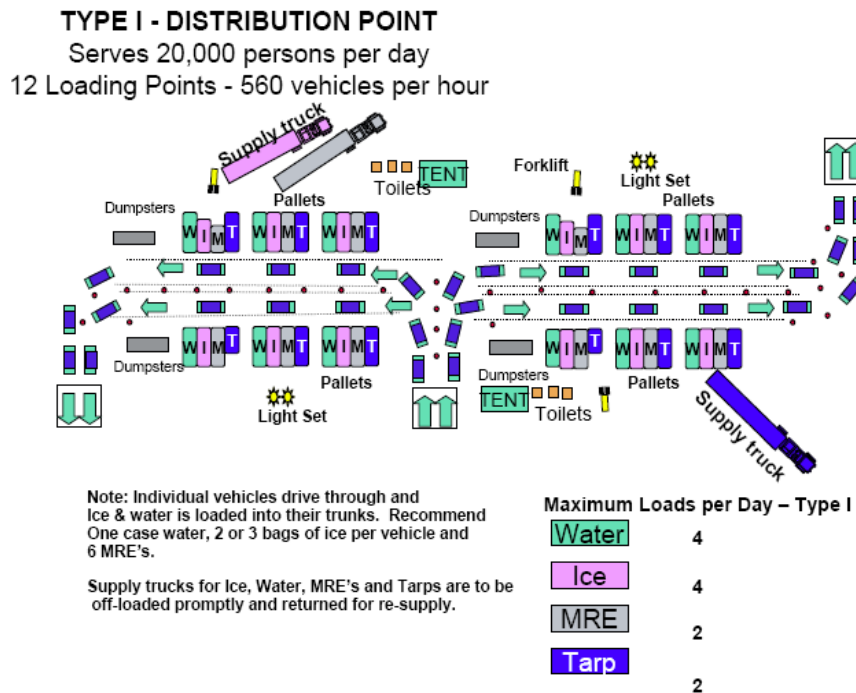 TYPE I - DISTRIBUTION POINT
Serves 20,000 persons per day
12 Loading Points - 560 vehicles per hour
Supply truck
Toilets
TENT
Forklift
Light Set
Dumpsters
Pallets
Dumpsters
Pallets
W I M T
W I M T
W I M T
W I M T
W I M T
W I M T
W I M T
W I M T
W I M T
W I M T
W I M T
W I M T
Dumpsters
Pallets
Dumpsters
Pallets
Light Set
TENT
Toilets
Supply truck
Note: Individual vehicles drive through and
Ice & water is loaded into their trunks. Recommend
One case water, 2 or 3 bags of ice per vehicle and
6 MRE's.
Supply trucks for Ice, Water, MRE's and Tarps are to be
off-loaded promptly and returned for re-supply.
Maximum Loads per Day – Type I
Water 4
Ice 4
MRE 2
Tarp 2